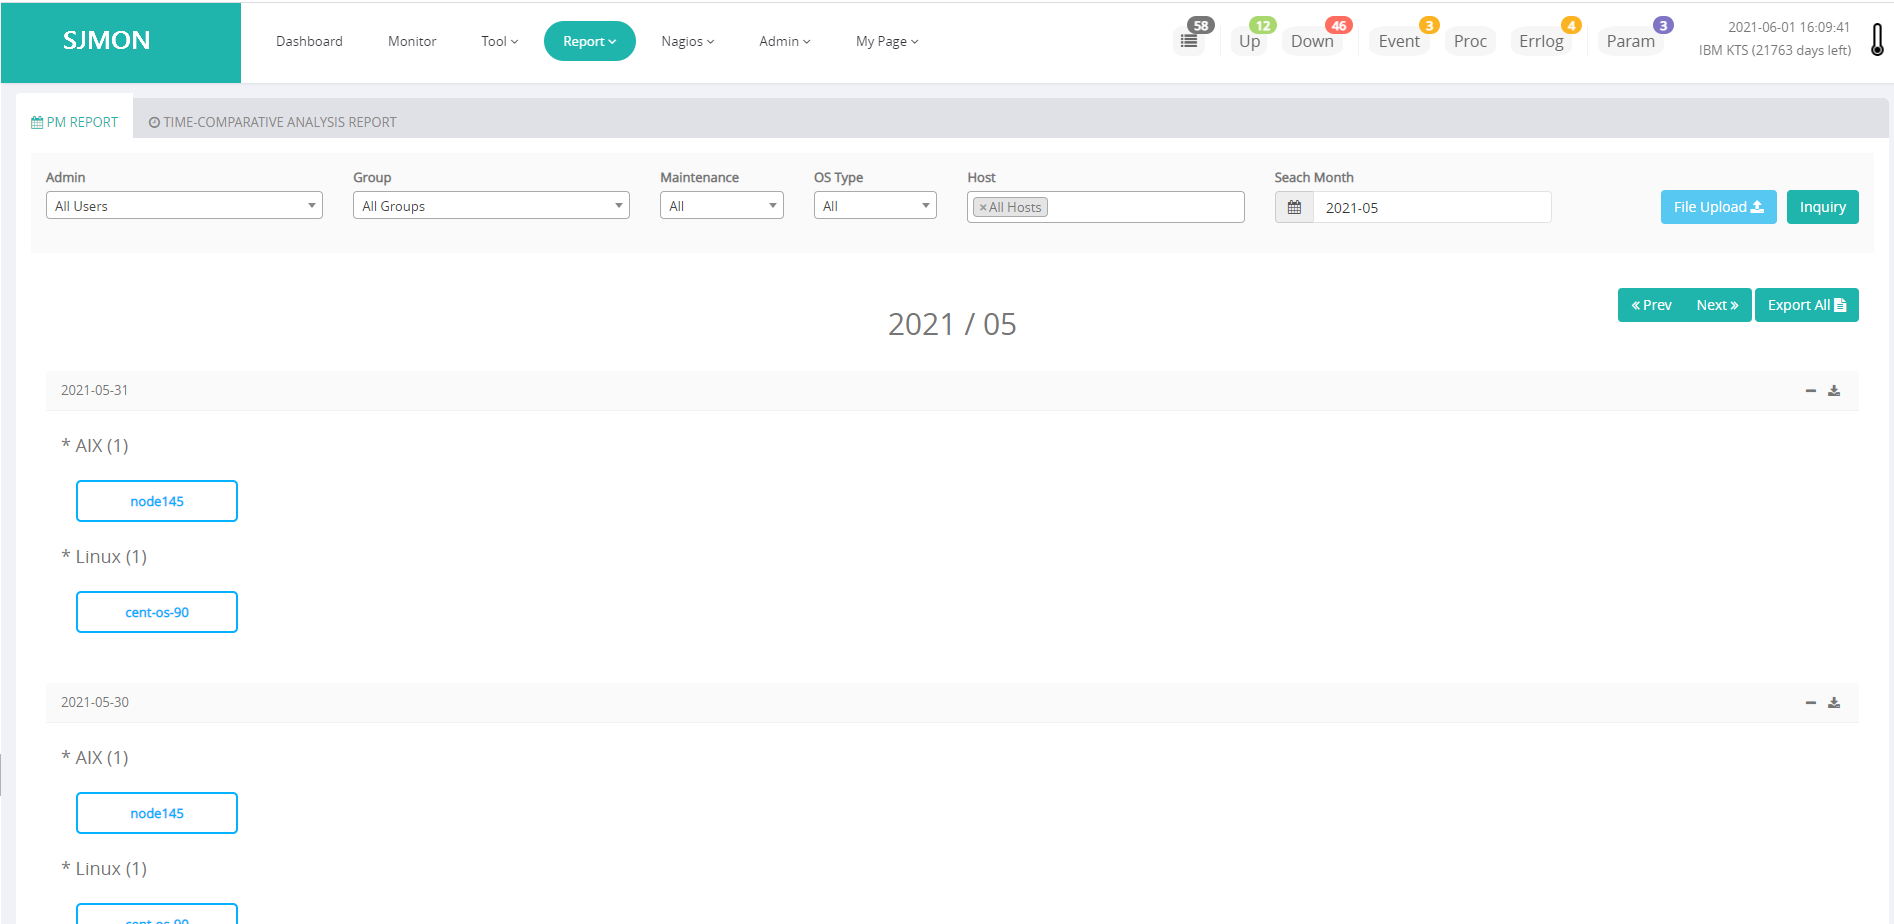 SJMON
Dashboard
Monitor
Tool
Report
Nagios
Admin
My Page
58
Up 12
Down 46
Event 3
Proc
Errlog 4
Param 3
2021-06-01 16:09:41
IBM KTS (21763 days left)
PM REPORT
TIME-COMPARATIVE ANALYSIS REPORT
Admin
All Users
Group
All Groups
Maintenance
All
OS Type
All
Host
× All Hosts
Seach Month
2021-05
File Upload
Inquiry
« Prev
Next »
Export All
2021 / 05
2021-05-31
* AIX (1)
node145
* Linux (1)
cent-os-90
2021-05-30
* AIX (1)
node145
* Linux (1)
cent-os-90